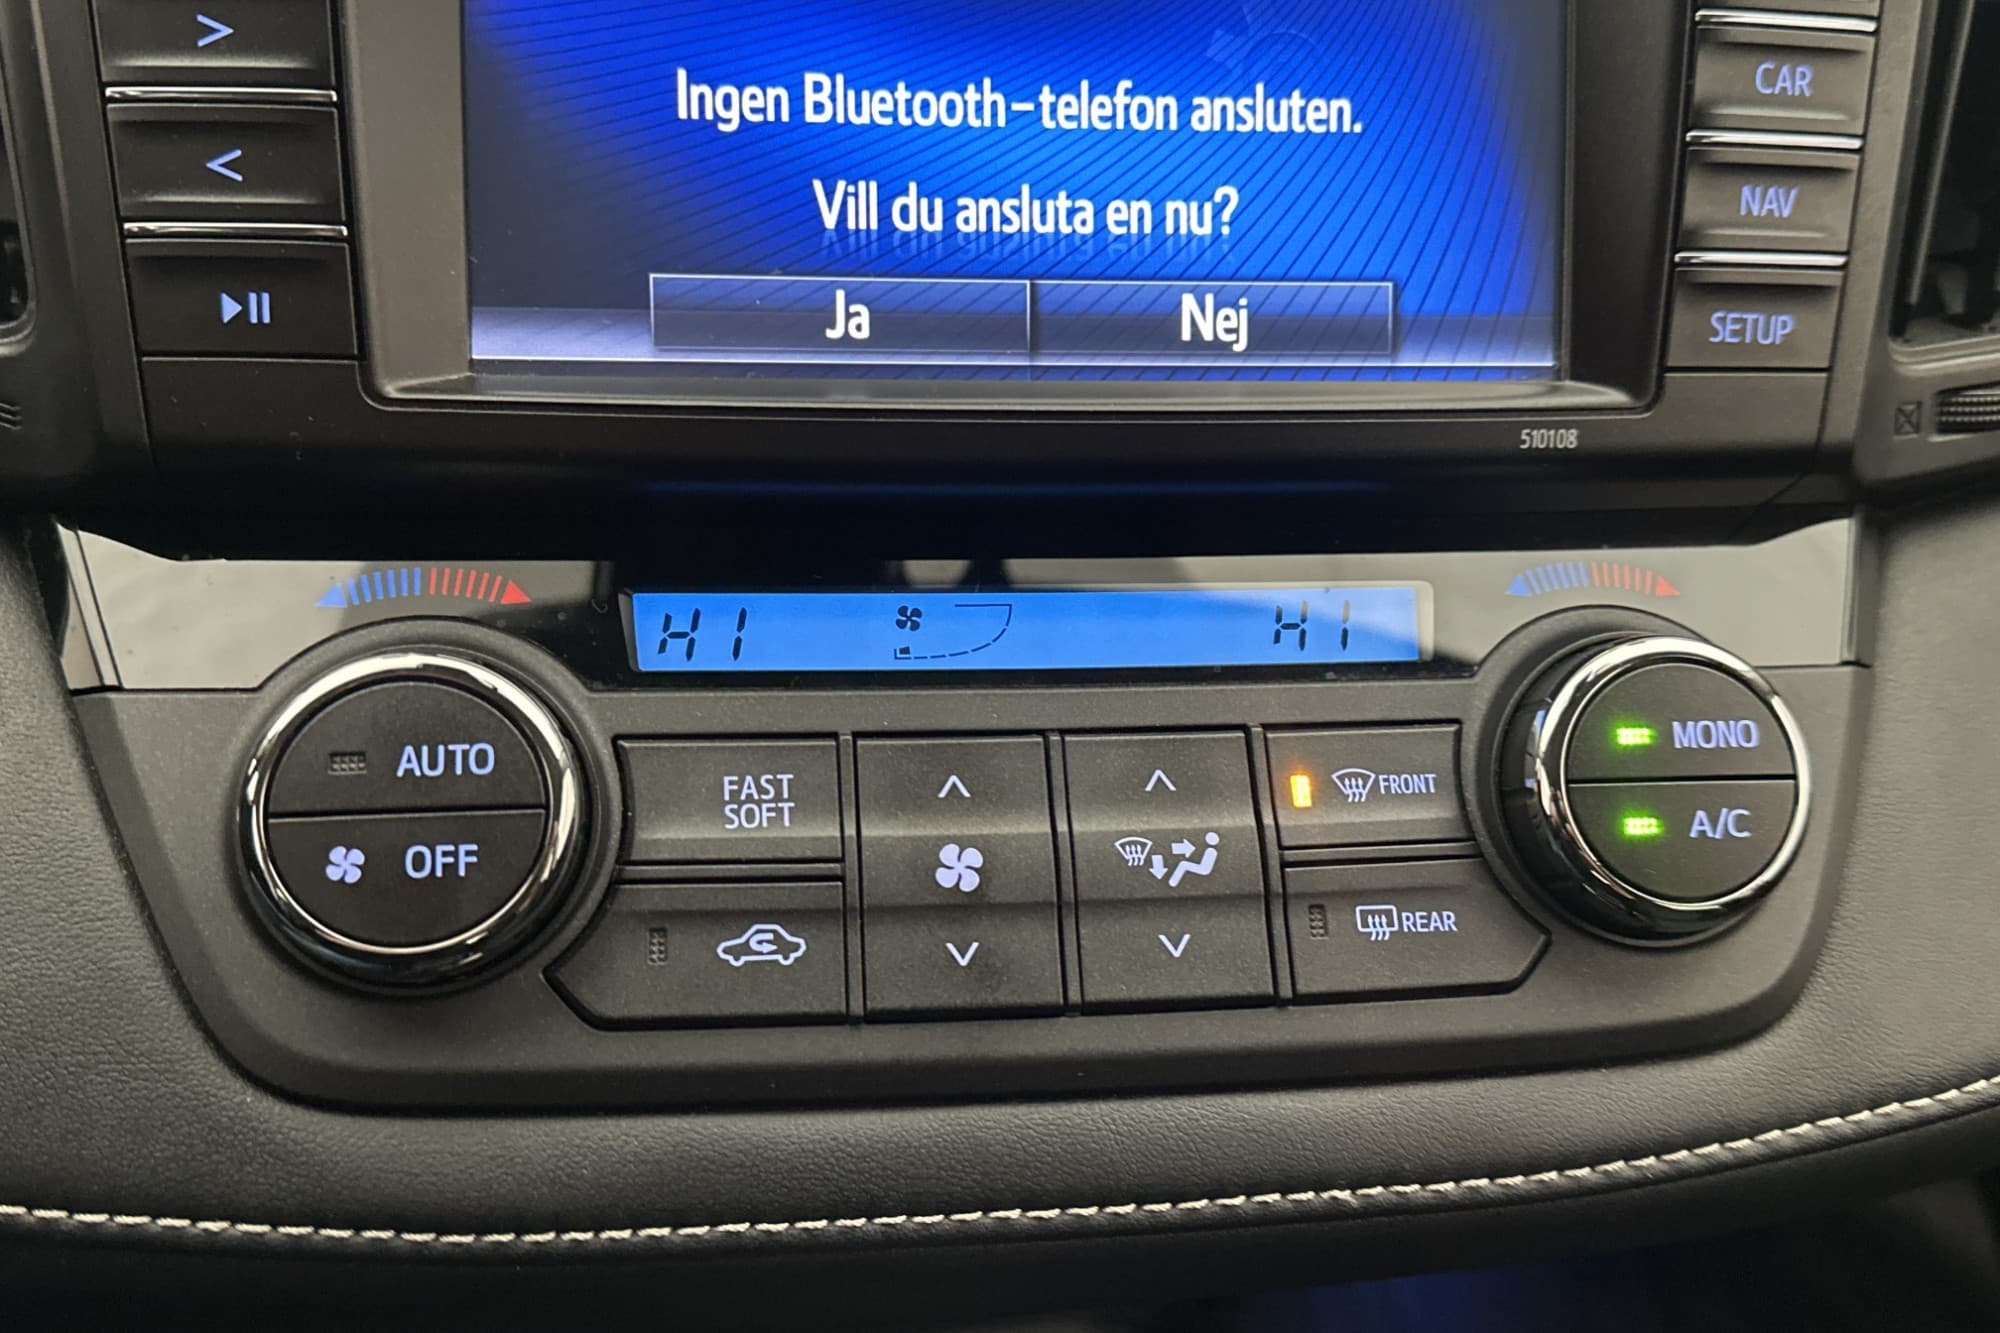 >
CAR
Ingen Bluetooth-telefon ansluten.
<
NAV
Vill du ansluta en nu?
Ja
Nej
SETUP
510108
HI
HI
AUTO
OFF
FAST
SOFT
FRONT
REAR
MONO
A/C